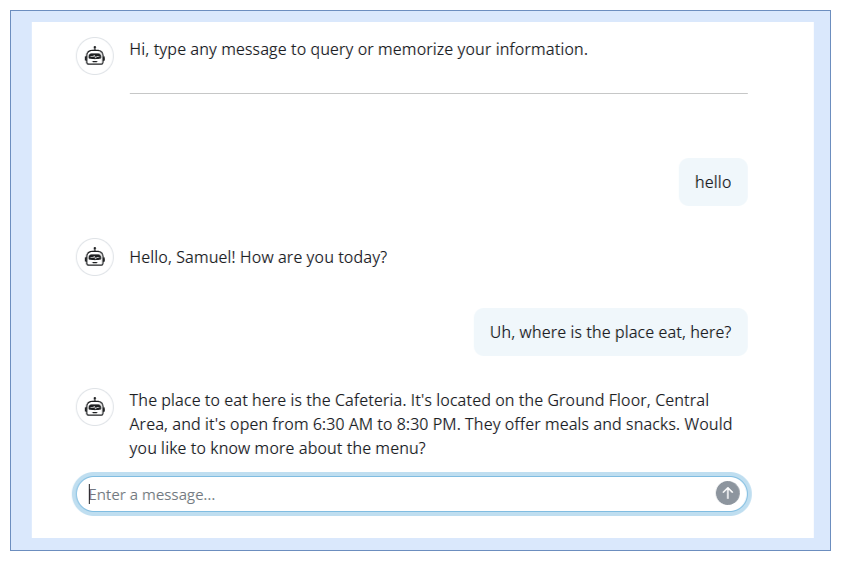 Hi, type any message to query or memorize your information.
hello
Hello, Samuel! How are you today?
Uh, where is the place eat, here?
The place to eat here is the Cafeteria. It's located on the Ground Floor, Central
Area, and it's open from 6:30 AM to 8:30 PM. They offer meals and snacks. Would
you like to know more about the menu?
Enter a message...